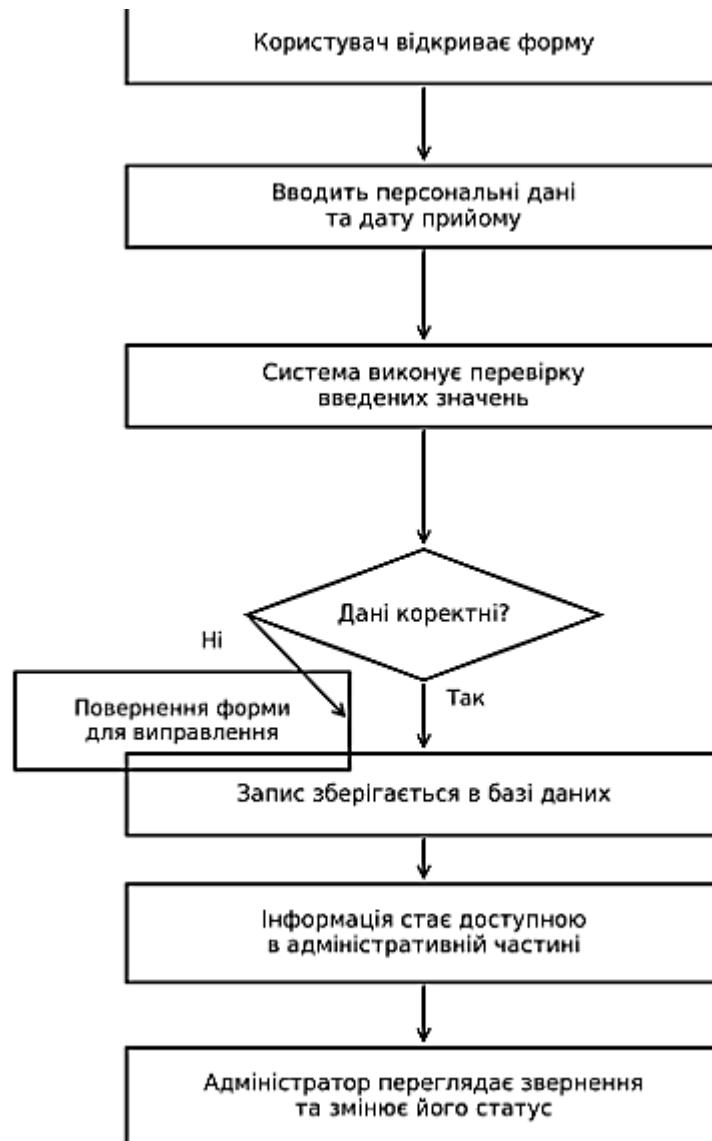 Користувач відкриває форму
Вводить персональні дані
та дату прийому
Система виконує перевірку
введених значень
Дані коректні?
Ні
Так
Повернення форми
для виправлення
Запис зберігається в базі даних
Інформація стає доступною
в адміністративній частині
Адміністратор переглядає звернення
та змінює його статус